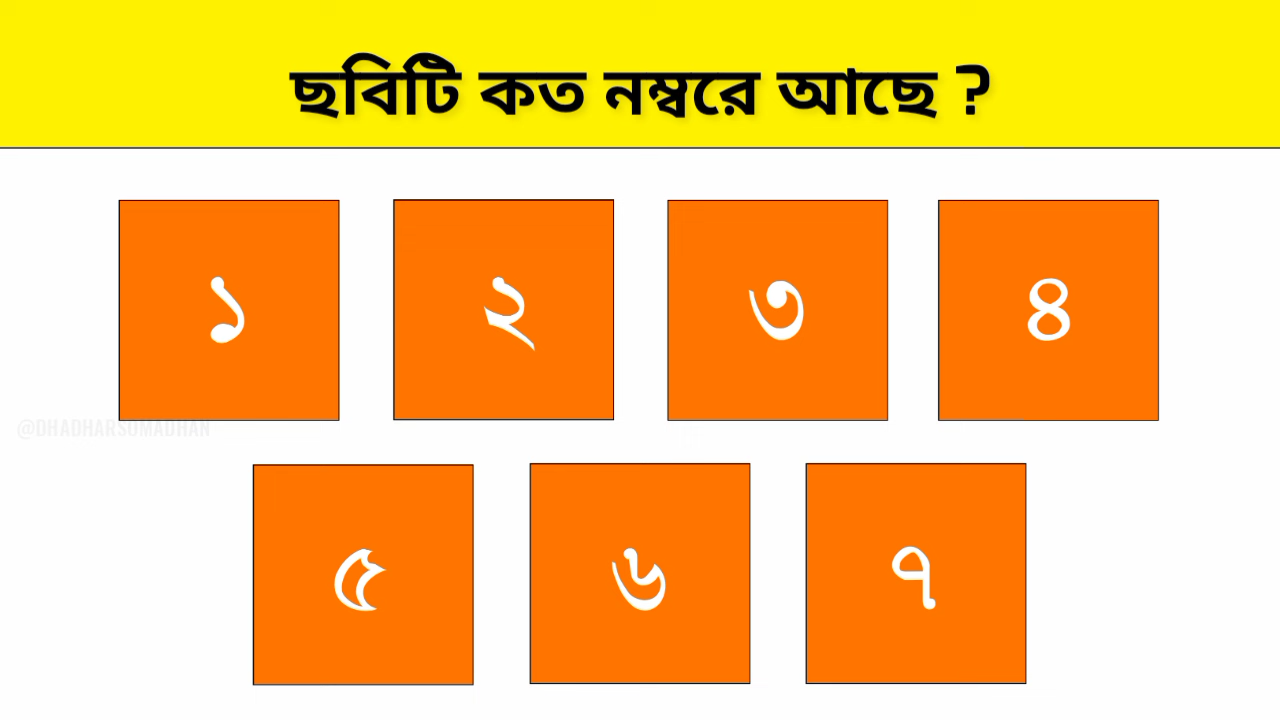 ছবিটি কত নম্বরে আছে ?
১ ২ ৩ ৪
@DHADHARSOMADHAN
৫ ৬ ৭